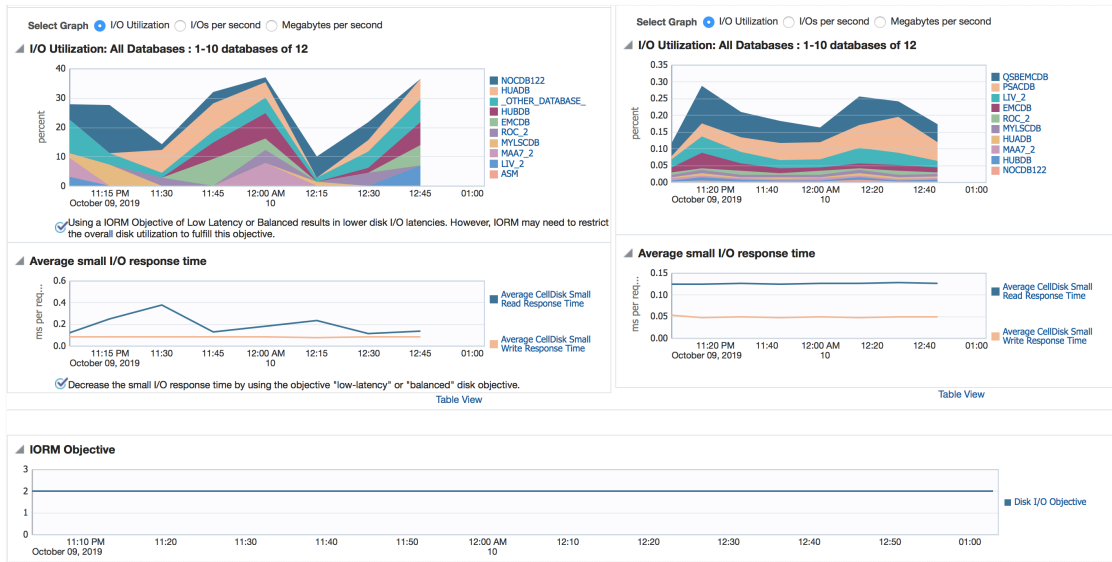 Select Graph I/O Utilization I/Os per second Megabytes per second
I/O Utilization: All Databases : 1-10 databases of 12
40
30
20
10
0
percent
11:15 PM 11:30 11:45 12:00 AM 12:15 12:30 12:45 01:00
October 09, 2019 10
NOCDB122
HUADB
_OTHER_DATABASE_
HUBDB
EMCDB
ROC_2
MYLSCDB
MAA7_2
LIV_2
ASM
Using a IORM Objective of Low Latency or Balanced results in lower disk I/O latencies. However, IORM may need to restrict
the overall disk utilization to fulfill this objective.
Average small I/O response time
0.6
0.4
0.2
0.0
ms per req...
11:15 PM 11:30 11:45 12:00 AM 12:15 12:30 12:45 01:00
October 09, 2019 10
Average CellDisk Small
Read Response Time
Average CellDisk Small
Write Response Time
Decrease the small I/O response time by using the objective "low-latency" or "balanced" disk objective.
Table View
Select Graph I/O Utilization I/Os per second Megabytes per second
I/O Utilization: All Databases : 1-10 databases of 12
0.35
0.30
0.25
0.20
0.15
0.10
0.05
0.00
percent
11:20 PM 11:40 12:00 AM 12:20 12:40 01:00
October 09, 2019 10
QSBEMCDB
PSACDB
LIV_2
EMCDB
ROC_2
MYLSCDB
HUADB
MAA7_2
HUBDB
NOCDB122
Average small I/O response time
0.15
0.10
0.05
0.00
ms per req...
11:20 PM 11:40 12:00 AM 12:20 12:40 01:00
October 09, 2019 10
Average CellDisk Small
Read Response Time
Average CellDisk Small
Write Response Time
Table View
IORM Objective
3
2
1
0
11:10 PM 11:20 11:30 11:40 11:50 12:00 AM 12:10 12:20 12:30 12:40 12:50 01:00
October 09, 2019 10
Disk I/O Objective